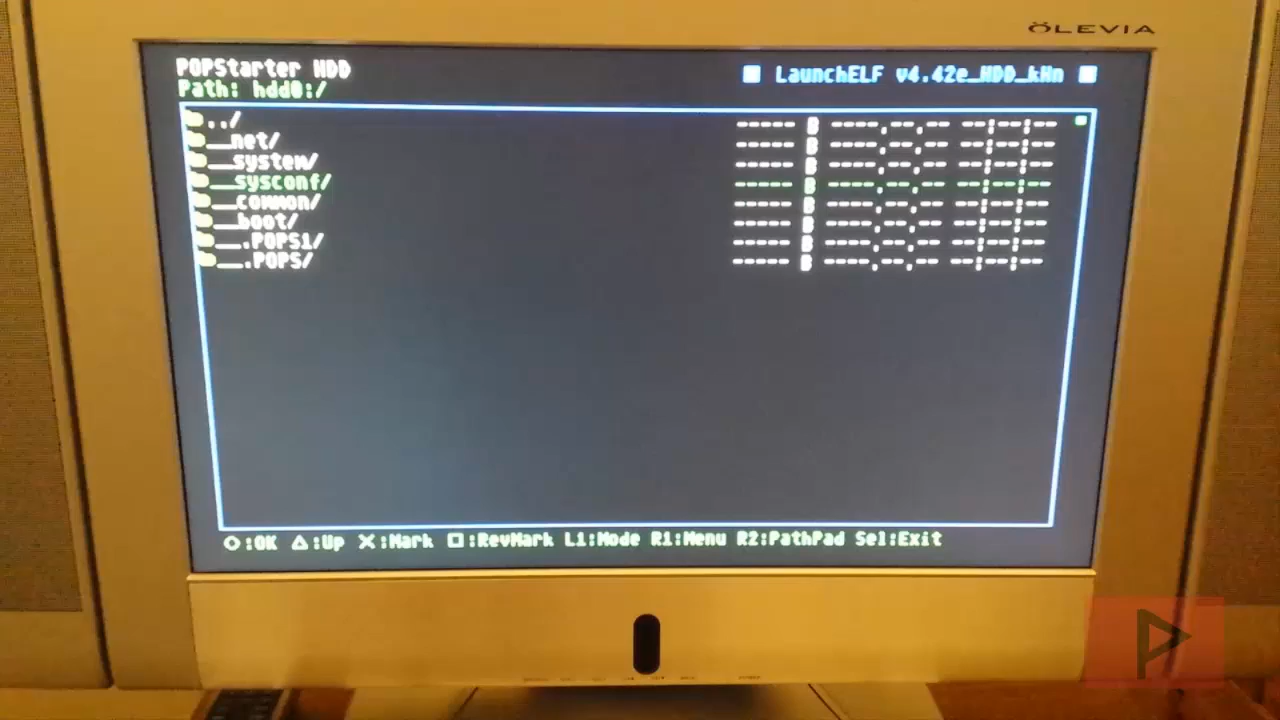 ÖLEVIA
POPStarter HDD
LaunchELF v4.42e_HDD_kHn
Path: hdd0:/
../
__net/
__system/
__sysconf/
__common/
__boot/
__.POPS1/
__.POPS/
○:OK △:Up ✕:Mark □:RevMark L1:Mode R1:Menu R2:PathPad Sel:Exit
P